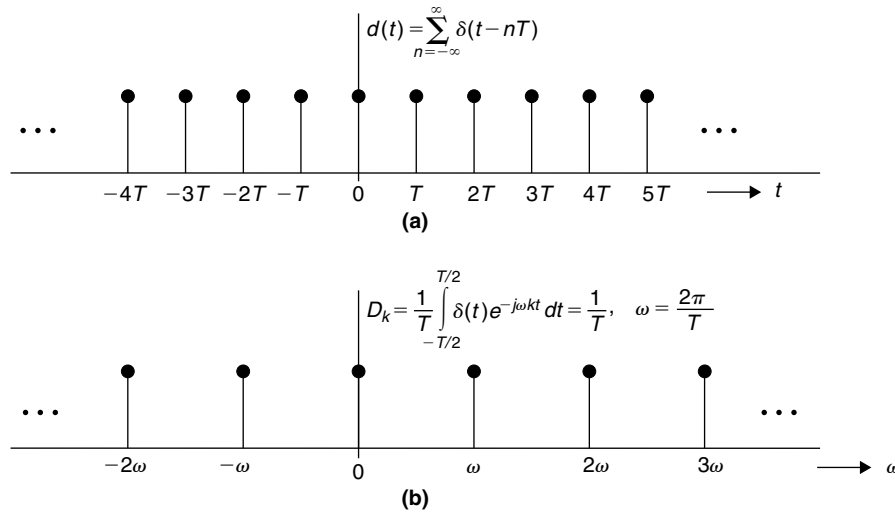 d(t) = ∑_{n=−∞}^{∞} δ(t − nT)
• • •
• • •
−4T −3T −2T −T 0 T 2T 3T 4T 5T t
(a)
D_k = 1/T ∫_{−T/2}^{T/2} δ(t) e^{−jωkt} dt = 1/T, ω = 2π/T
• • •
• • •
−2ω −ω 0 ω 2ω 3ω ω
(b)